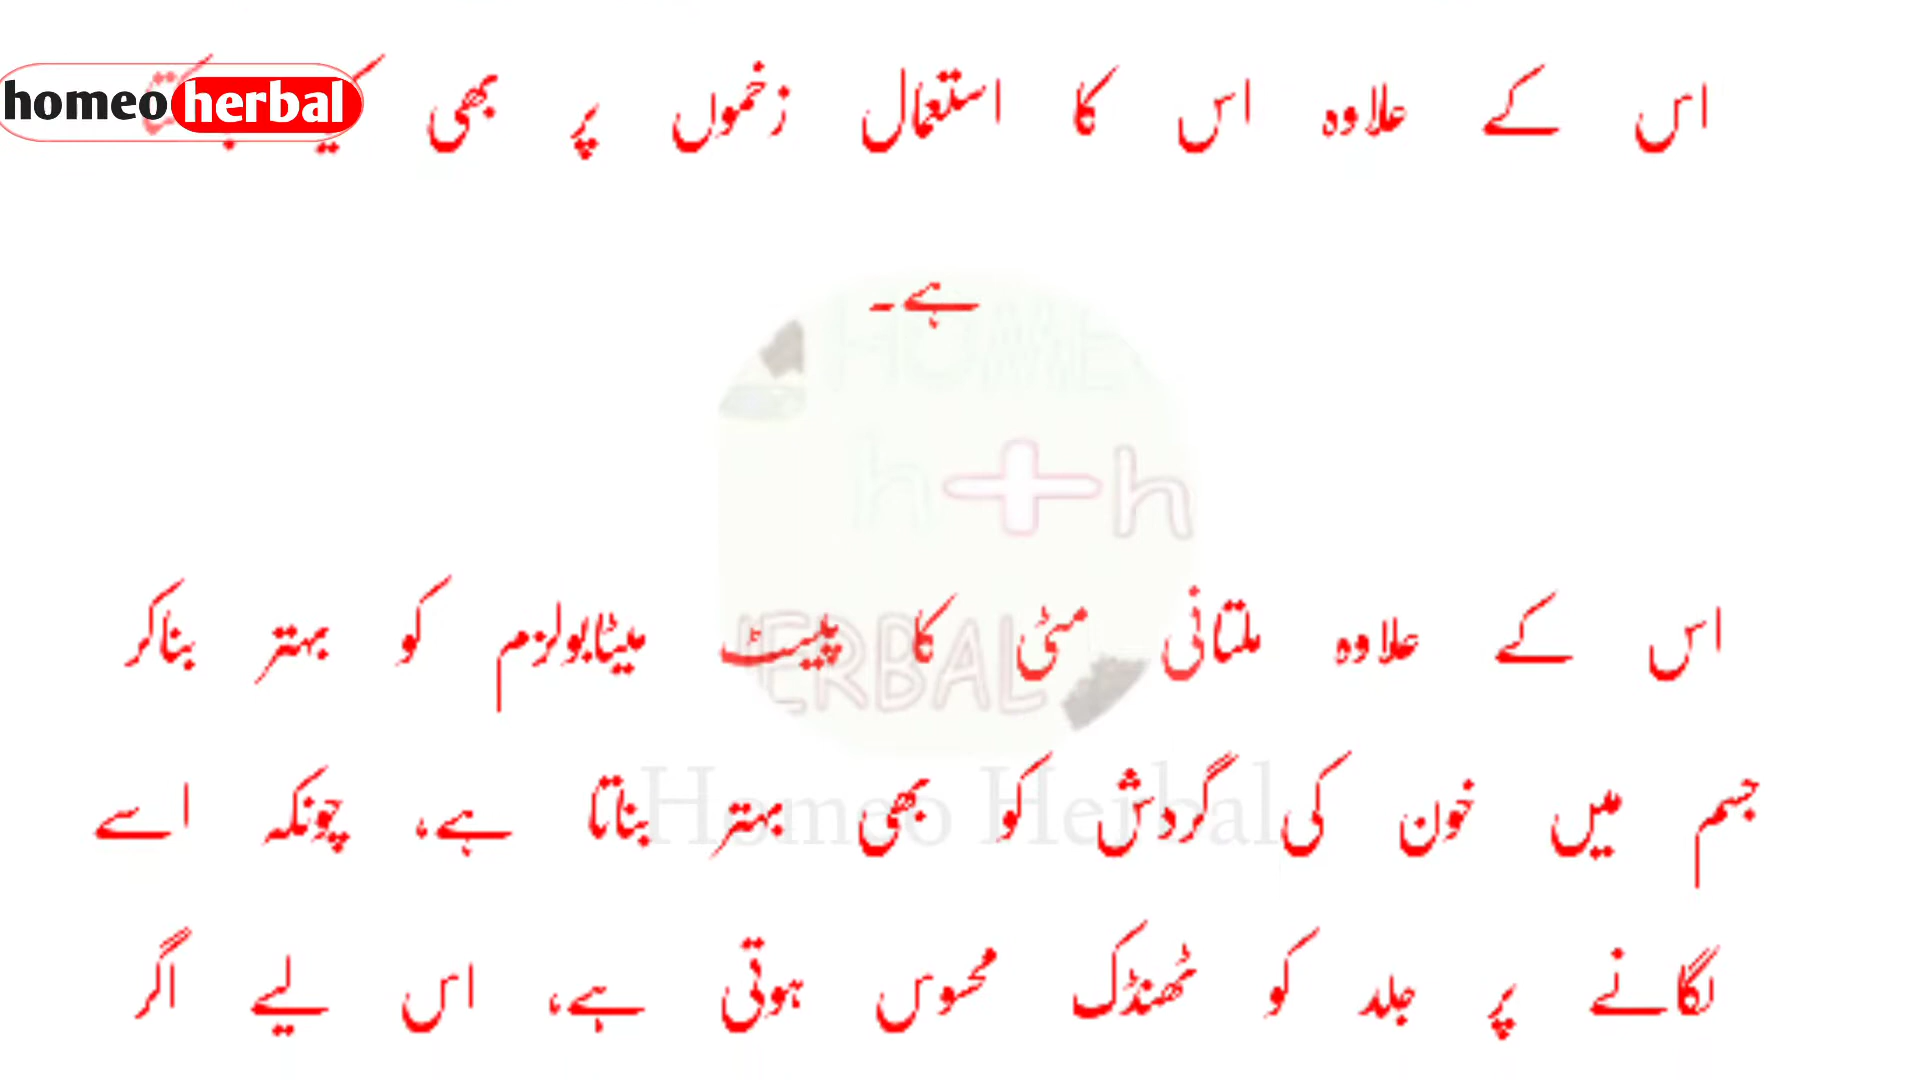 homeo herbal
اس کے علاوہ اس کا استعمال زخموں پر بھی
ہے۔
HOME
h+h
HERBAL
اس کے علاوہ ملتانی مٹی کا پیسٹ میٹابولزم کو بہتر بناکر
Homeo Herbal
جسم میں خون کی گردش کو بھی بہتر بناتا ہے، چونکہ اسے
لگانے پر جلد کو ٹھنڈک محسوس ہوتی ہے، اس لیے اگر